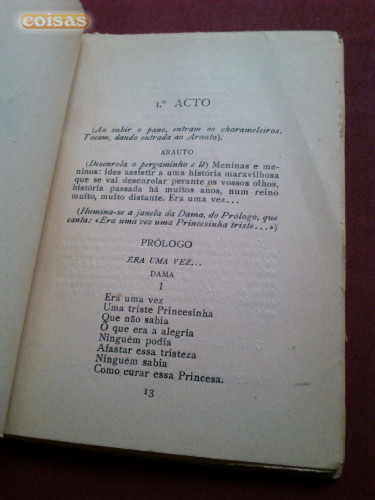 coisas
1.º ACTO
(Ao subir o pano, entram os charameleiros.
Tocam, dando entrada ao Arauto).
ARAUTO
(Desenrola o pergaminho e lê) Meninas e me-
ninos: ides assistir a uma história maravilhosa
que se vai desenrolar perante os vossos olhos,
história passada há muitos anos, num reino
muito, muito distante. Era uma vez...
(Ilumina-se a janela da Dama, do Prólogo, que
canta: «Era uma vez uma Princesinha triste...»)
PRÓLOGO
ERA UMA VEZ...
DAMA
I
Era uma vez
Uma triste Princesinha
Que não sabia
O que era a alegria
Ninguém podia
Afastar essa tristeza
Ninguém sabia
Como curar essa Princesa.
13